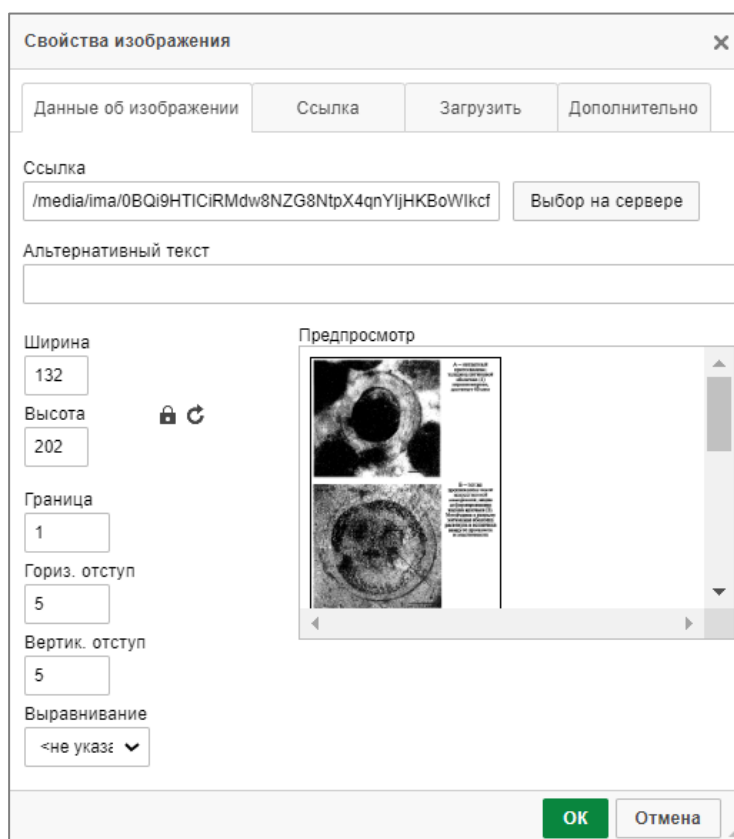 Свойства изображения
Данные об изображении Ссылка Загрузить Дополнительно
Ссылка
/media/ima/0BQi9HTICiRMdw8NZG8NtpX4qnYIjHKBoWIkcf Выбор на сервере
Альтернативный текст
Ширина
132
Высота
202
Граница
1
Гориз. отступ
5
Вертик. отступ
5
Выравнивание
<не указа
Предпросмотр
ОК Отмена